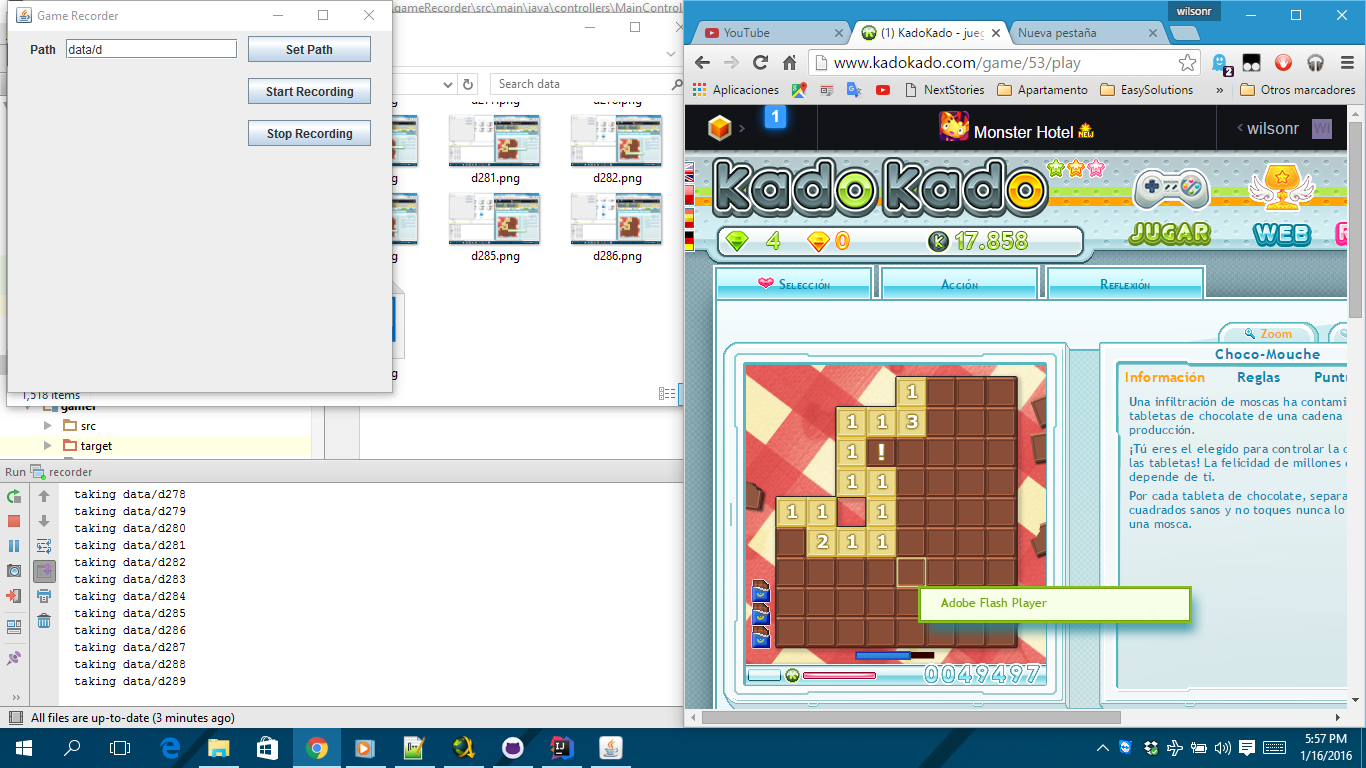 Game Recorder
.gameRecorder\src\main\java\controllers\MainControl
Path data/d Set Path
Start Recording
Stop Recording
Search data
d281.png d282.png
d285.png d286.png
1,518 items
src
target
Run recorder
taking data/d278
taking data/d279
taking data/d280
taking data/d281
taking data/d282
taking data/d283
taking data/d284
taking data/d285
taking data/d286
taking data/d287
taking data/d288
taking data/d289
All files are up-to-date (3 minutes ago)
wilsonr
YouTube (1) KadoKado - jueg Nueva pestaña
www.kadokado.com/game/53/play
2
Aplicaciones NextStories Apartamento EasySolutions » Otros marcadores
1 Monster Hotel NEW wilsonr WI
KadoKado
4 0 K 17.858
JUGAR WEB
Selección Acción Reflexión
Zoom
Choco-Mouche
Información Reglas Puntu
Una infiltración de moscas ha contami
tabletas de chocolate de una cadena
producción.
¡Tú eres el elegido para controlar la c
las tabletas! La felicidad de millones
depende de ti.
Por cada tableta de chocolate, separa
cuadrados sanos y no toques nunca lo
una mosca.
1
1 1 3
1 !
1 1
1 1 1
2 1 1
Adobe Flash Player
0049497
5:57 PM
1/16/2016